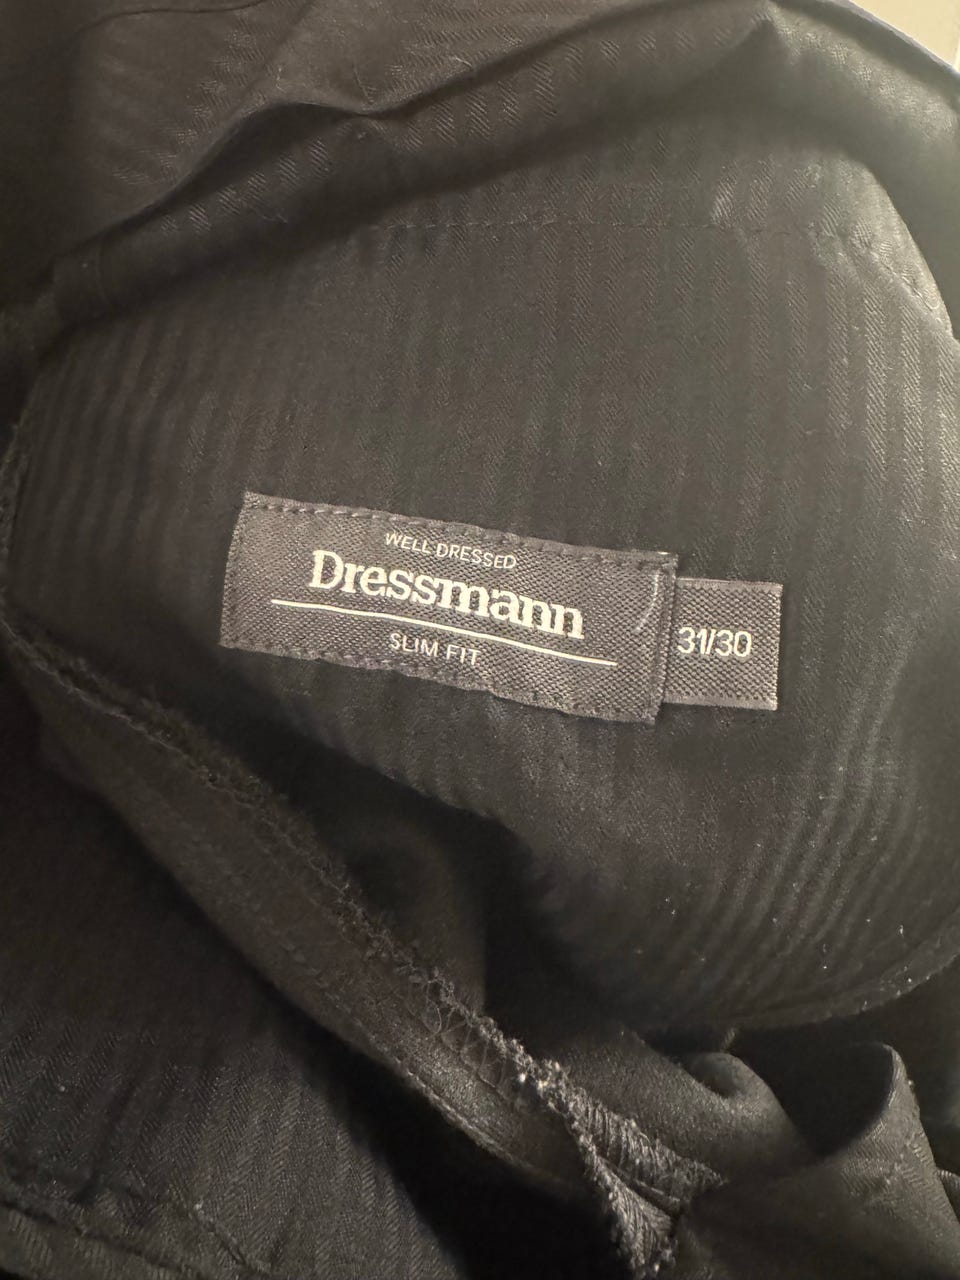 WELL DRESSED
Dressmann
SLIM FIT
31/30